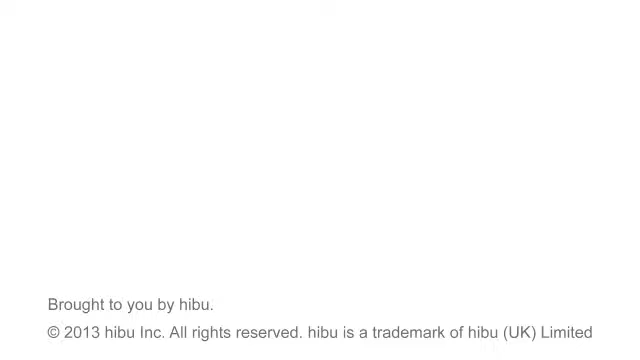 Brought to you by hibu.
© 2013 hibu Inc. All rights reserved. hibu is a trademark of hibu (UK) Limited